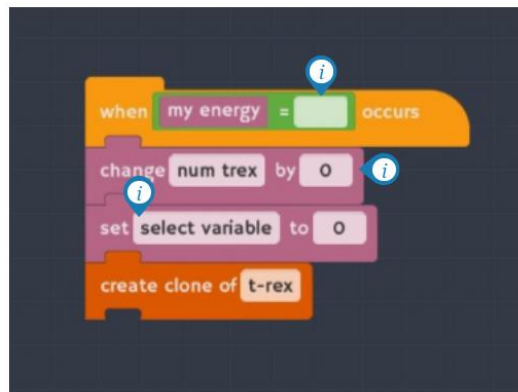 i
when my energy = occurs
change num trex by 0 i
i
set select variable to 0
create clone of t-rex